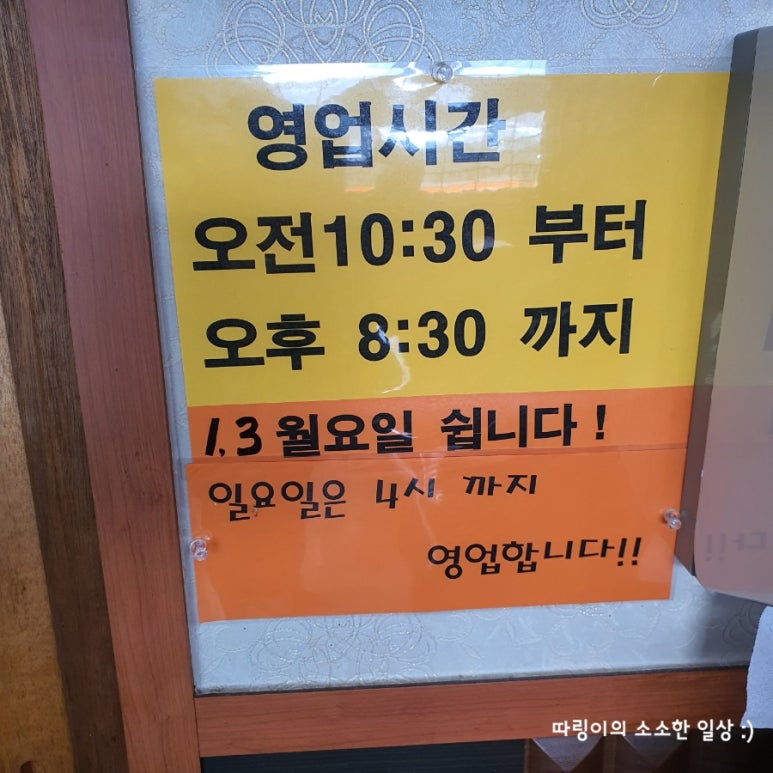 영업시간
오전10:30 부터
오후 8:30 까지
1,3월요일 쉽니다!
일요일은 4시 까지
영업합니다!!
따링이의 소소한 일상 :)